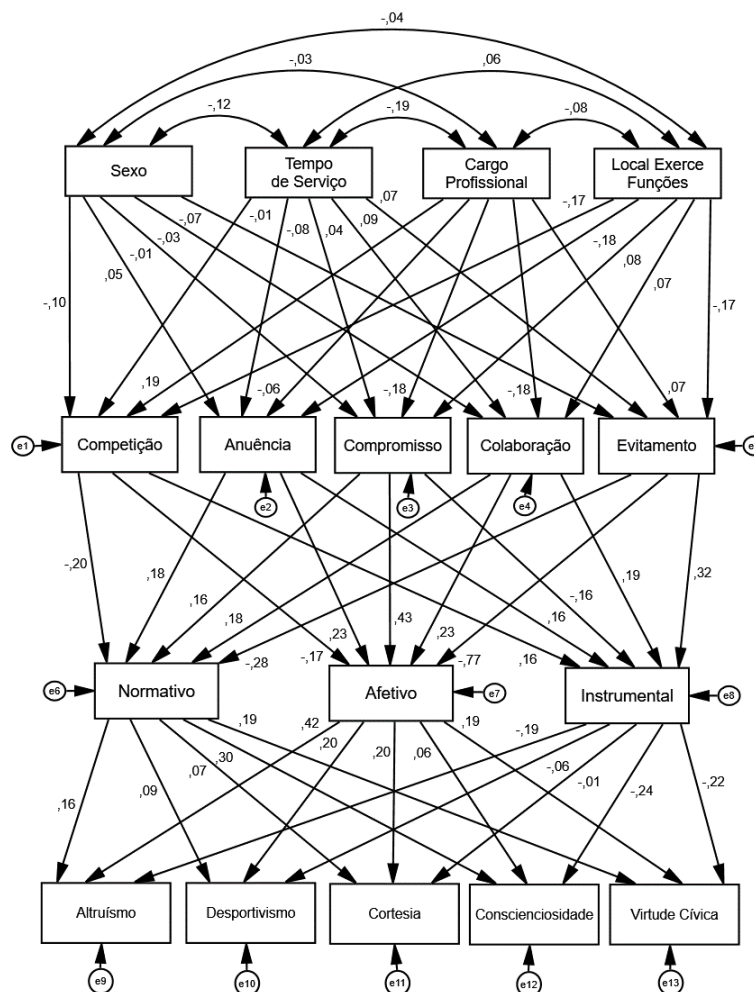 -,04
-,03
,06
-,12
-,19
-,08
Sexo
Tempo
de Serviço
Cargo
Profissional
Local Exerce
Funções
-,10
,05
-,01
-,03
-,07
-,01
-,08
,04
,09
,07
-,17
-,18
,08
,07
-,17
,19
-,06
-,18
-,18
,07
e1
Competição
Anuência
Compromisso
Colaboração
Evitamento
e
e2
e3
e4
-,20
,18
,16
,18
,43
-,16
,19
,32
-,28
-,17
,23
,23
-,77
,16
,16
e6
Normativo
Afetivo
e7
Instrumental
e8
,16
,09
,07
,30
,19
,42
,20
,20
,06
,19
-,19
-,06
-,01
-,24
-,22
Altruísmo
Desportivismo
Cortesia
Conscienciosidade
Virtude Cívica
e9
e10
e11
e12
e13